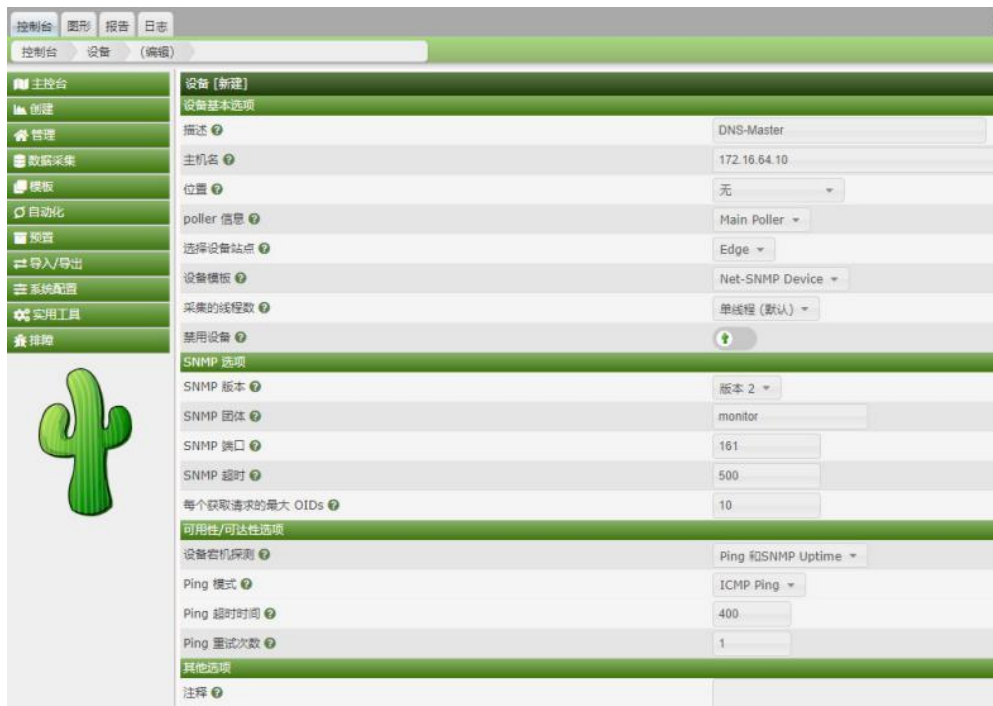 控制台 图形 报告 日志
控制台 设备 (编辑)
主控台
创建
管理
数据采集
模板
自动化
预置
导入/导出
系统配置
实用工具
排障
设备 [新建]
设备基本选项
描述 DNS-Master
主机名 172.16.64.10
位置 无
poller 信息 Main Poller
选择设备站点 Edge
设备模板 Net-SNMP Device
采集的线程数 单线程 (默认)
禁用设备
SNMP 选项
SNMP 版本 版本 2
SNMP 团体 monitor
SNMP 端口 161
SNMP 超时 500
每个获取请求的最大 OIDs 10
可用性/可达性选项
设备宕机探测 Ping 和SNMP Uptime
Ping 模式 ICMP Ping
Ping 超时时间 400
Ping 重试次数 1
其他选项
注释